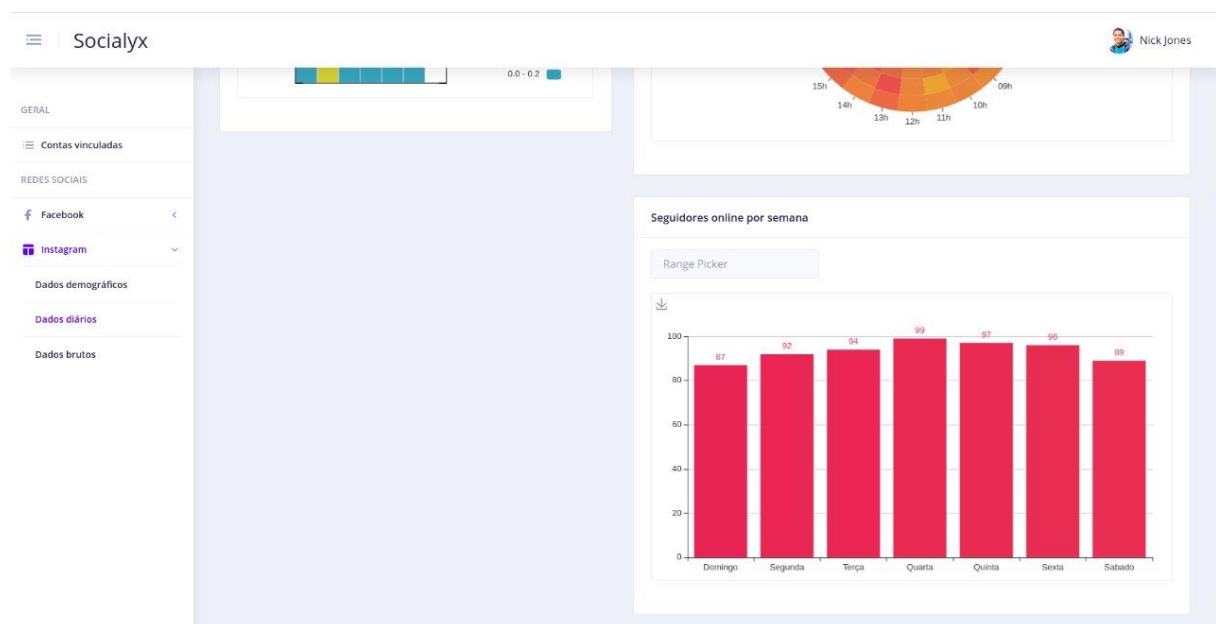 Socialyx
Nick Jones
GERAL
Contas vinculadas
REDES SOCIAIS
Facebook
Instagram
Dados demográficos
Dados diários
Dados brutos
0.0 - 0.2
15h
14h
13h
12h
11h
10h
09h
Seguidores online por semana
Range Picker
100
80
60
40
20
0
87
92
94
99
97
96
89
Domingo
Segunda
Terça
Quarta
Quinta
Sexta
Sabado